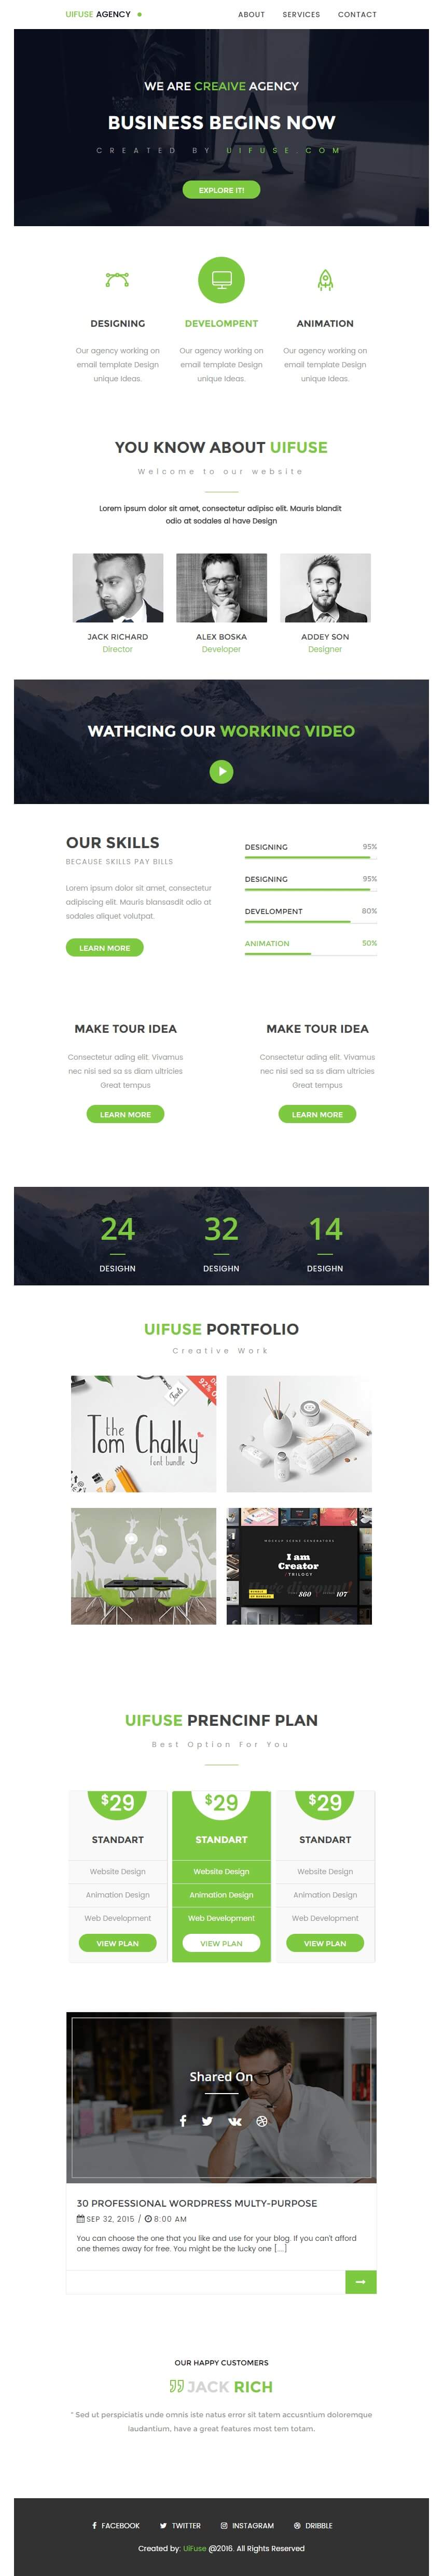 UIFUSE AGENCY
ABOUT SERVICES CONTACT
WE ARE CREAIVE AGENCY
BUSINESS BEGINS NOW
CREATED BY UIFUSE.COM
EXPLORE IT!
DESIGNING
Our agency working on
email template Design
unique Ideas.
DEVELOMPENT
Our agency working on
email template Design
unique Ideas.
ANIMATION
Our agency working on
email template Design
unique Ideas.
YOU KNOW ABOUT UIFUSE
Welcome to our website
Lorem ipsum dolor sit amet, consectetur adipisc elit. Mauris blandit
odio at sodales al have Design
JACK RICHARD
Director
ALEX BOSKA
Developer
ADDEY SON
Designer
WATHCING OUR WORKING VIDEO
OUR SKILLS
BECAUSE SKILLS PAY BILLS
Lorem ipsum dolor sit amet, consectetur
adipiscing elit. Mauris blansasdit odio at
sodales aliquet volutpat.
LEARN MORE
DESIGNING 95%
DESIGNING 95%
DEVELOMPENT 80%
ANIMATION 50%
MAKE TOUR IDEA
Consectetur ading elit. Vivamus
nec nisi sed sa ss diam ultricies
Great tempus
LEARN MORE
MAKE TOUR IDEA
Consectetur ading elit. Vivamus
nec nisi sed sa ss diam ultricies
Great tempus
LEARN MORE
24
DESIGHN
32
DESIGHN
14
DESIGHN
UIFUSE PORTFOLIO
Creative Work
92% O
Tools
the
Tom Chalky
font bundle
I am
Creator
/TRILOGY
860 107
UIFUSE PRENCINF PLAN
Best Option For You
$29
STANDART
Website Design
Animation Design
Web Development
VIEW PLAN
$29
STANDART
Website Design
Animation Design
Web Development
VIEW PLAN
$29
STANDART
Website Design
Animation Design
Web Development
VIEW PLAN
Shared On
30 PROFESSIONAL WORDPRESS MULTY-PURPOSE
SEP 32, 2015 / 8:00 AM
You can choose the one that you like and use for your blog. If you can't afford
one themes away for free. You might be the lucky one [....]
OUR HAPPY CUSTOMERS
JACK RICH
" Sed ut perspiciatis unde omnis iste natus error sit tatem accusntium doloremque
laudantium, have a great features most tem totam.
FACEBOOK TWITTER INSTAGRAM DRIBBLE
Created by: UiFuse @2016. All Rights Reserved